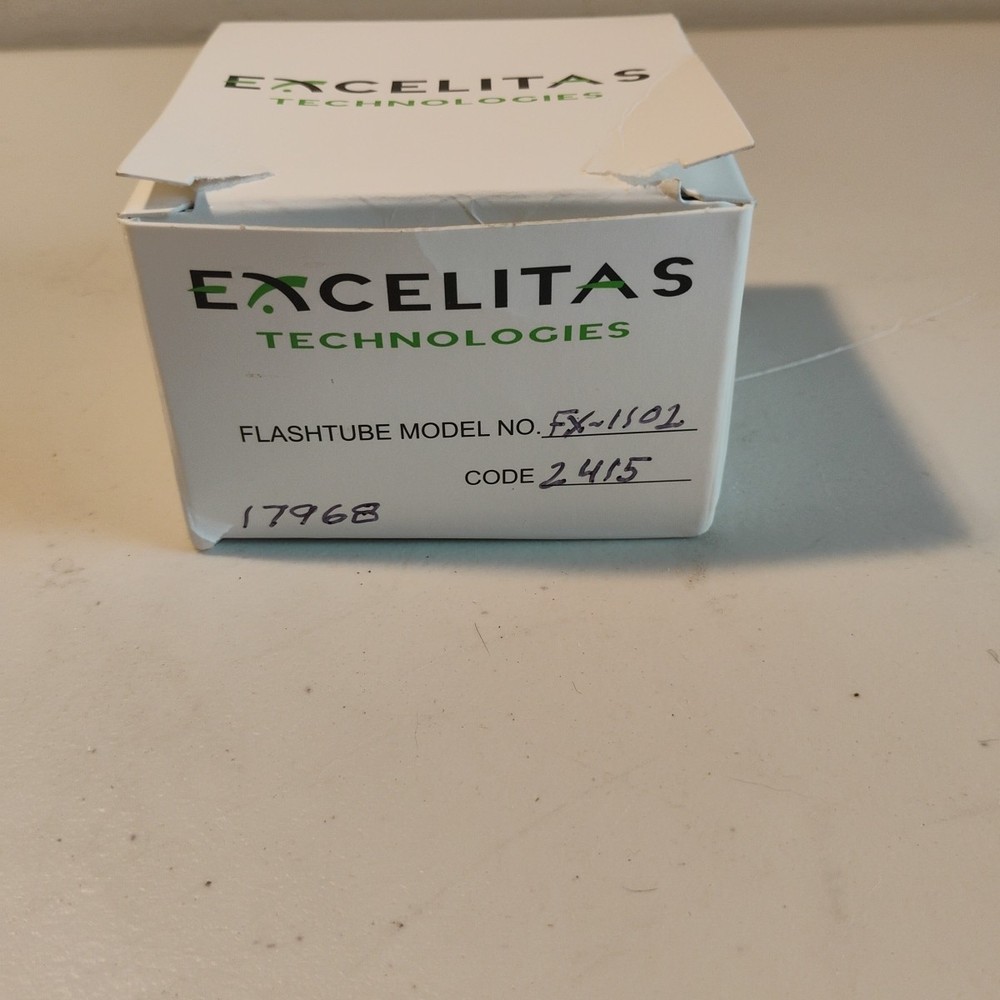 EXCELITAS
TECHNOLOGIES
EXCELITAS
TECHNOLOGIES
FLASHTUBE MODEL NO. FX-1102
CODE 2415
17968